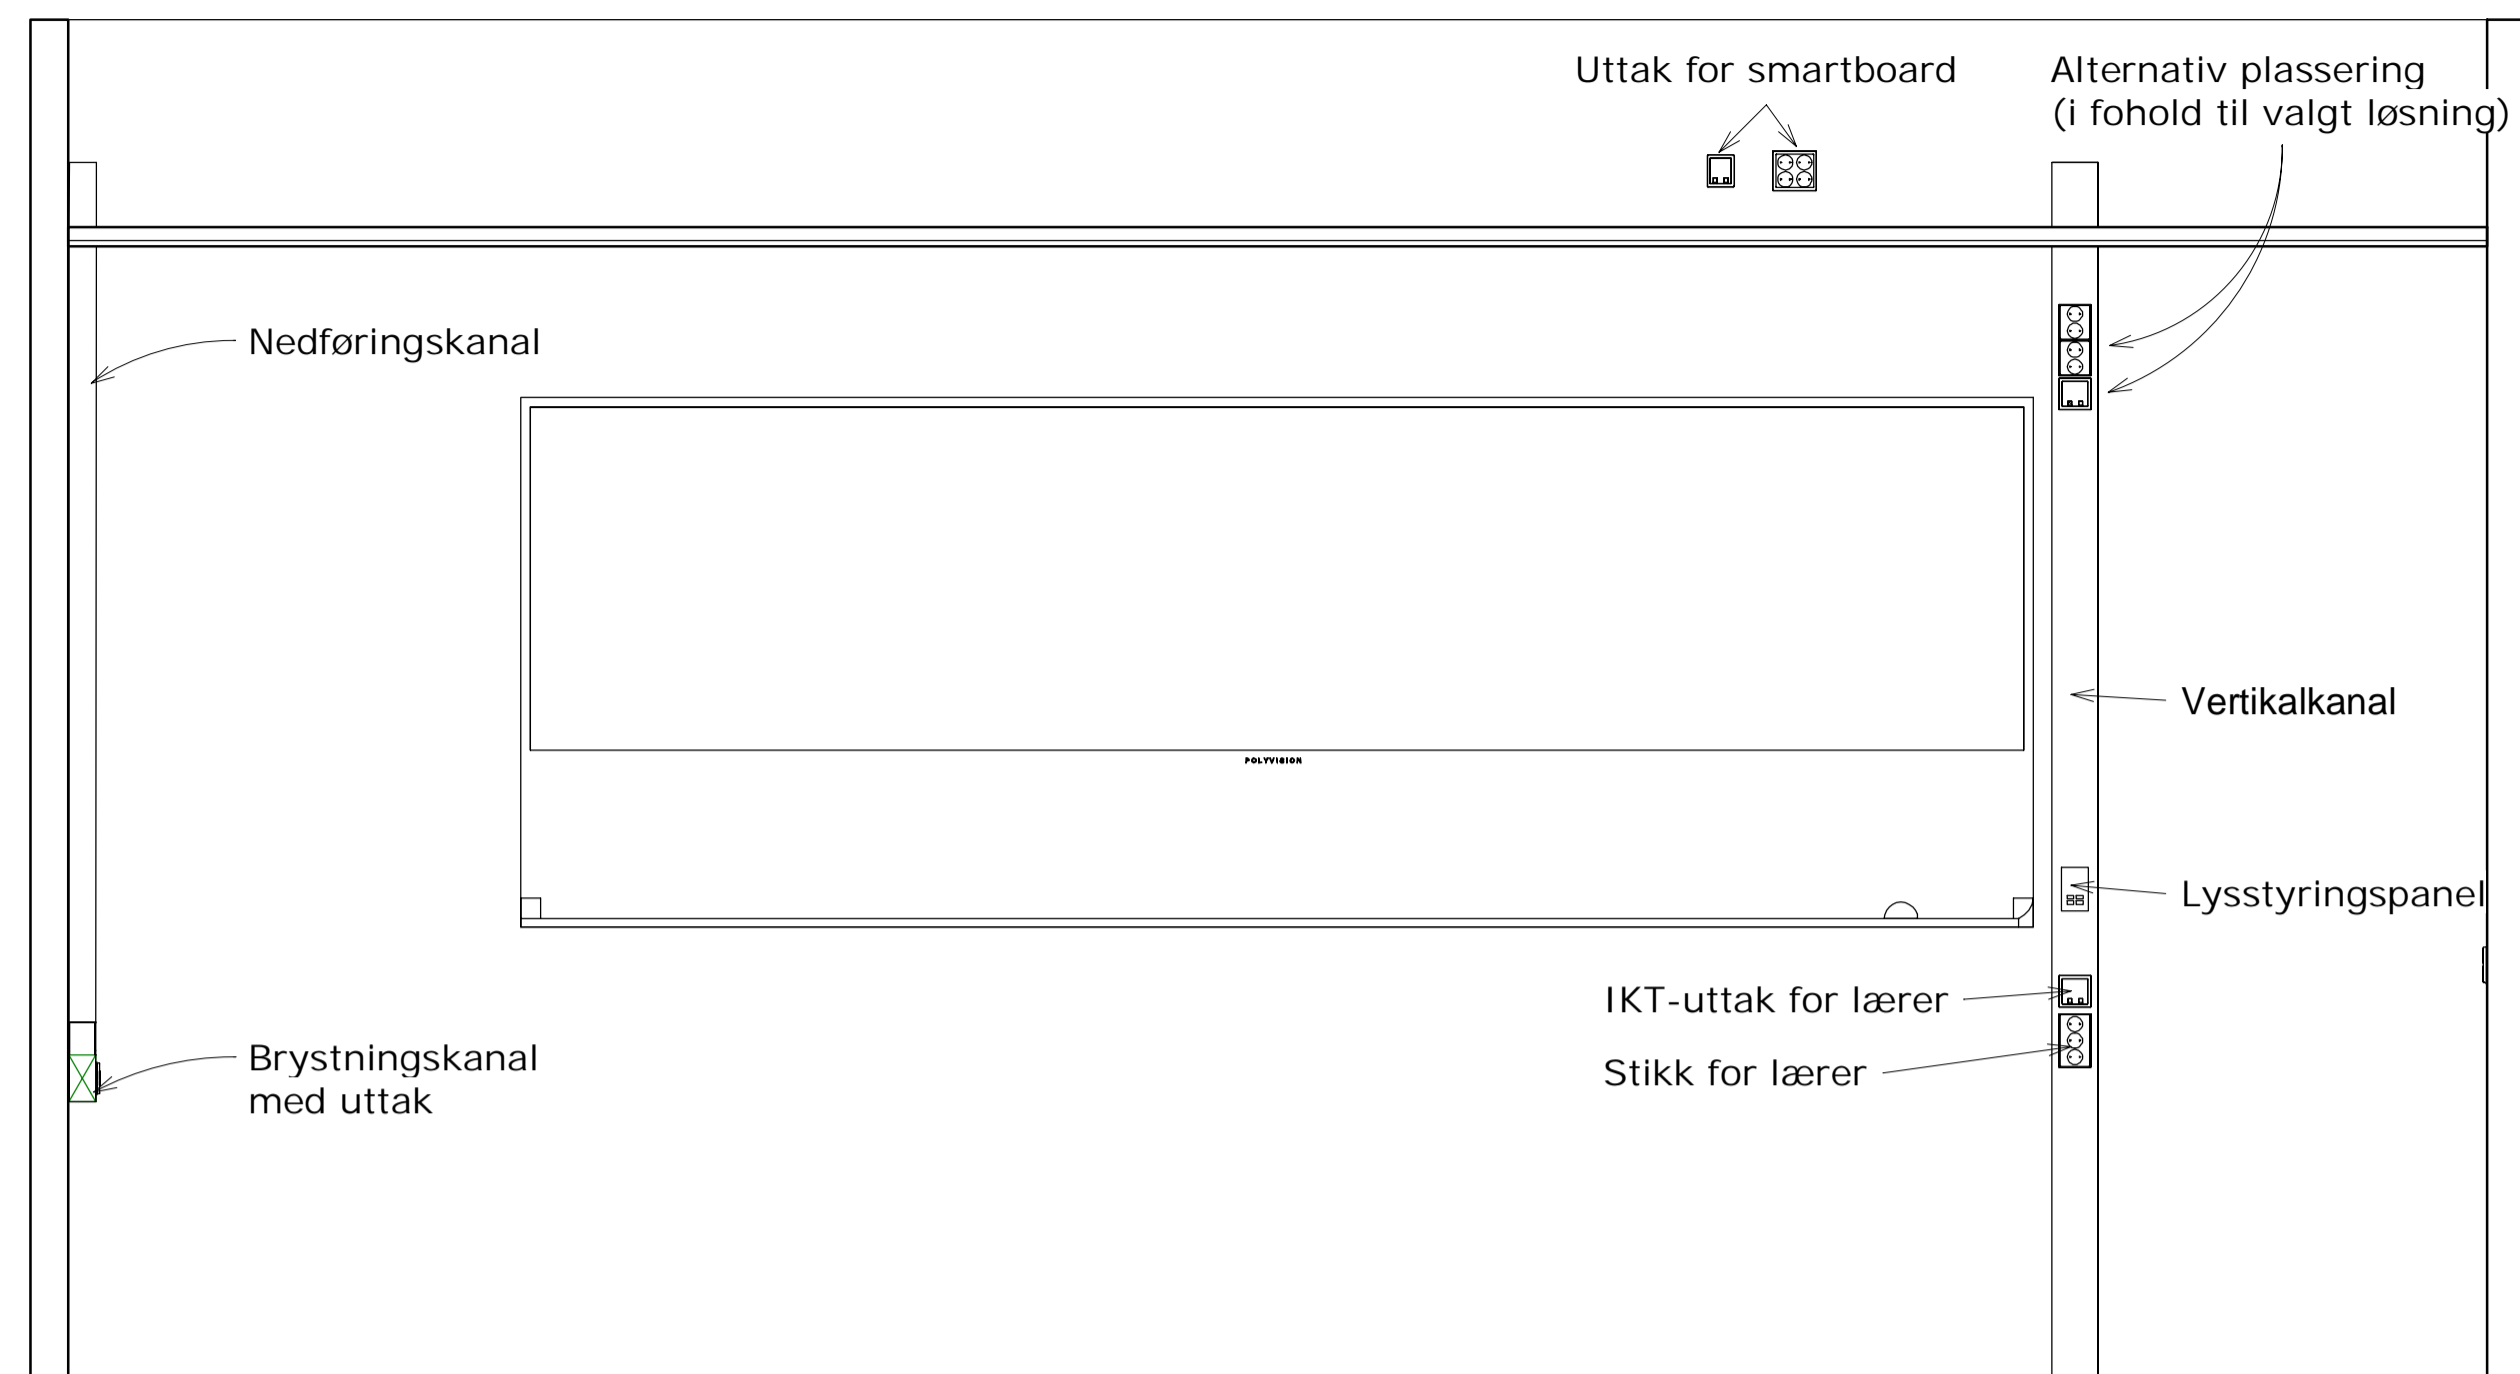 Uttak for smartboard
Alternativ plassering
(i fohold til valgt løsning)
Nedføringskanal
POLYVISION
Vertikalkanal
Lysstyringspanel
IKT-uttak for lærer
Stikk for lærer
Brystningskanal
med uttak